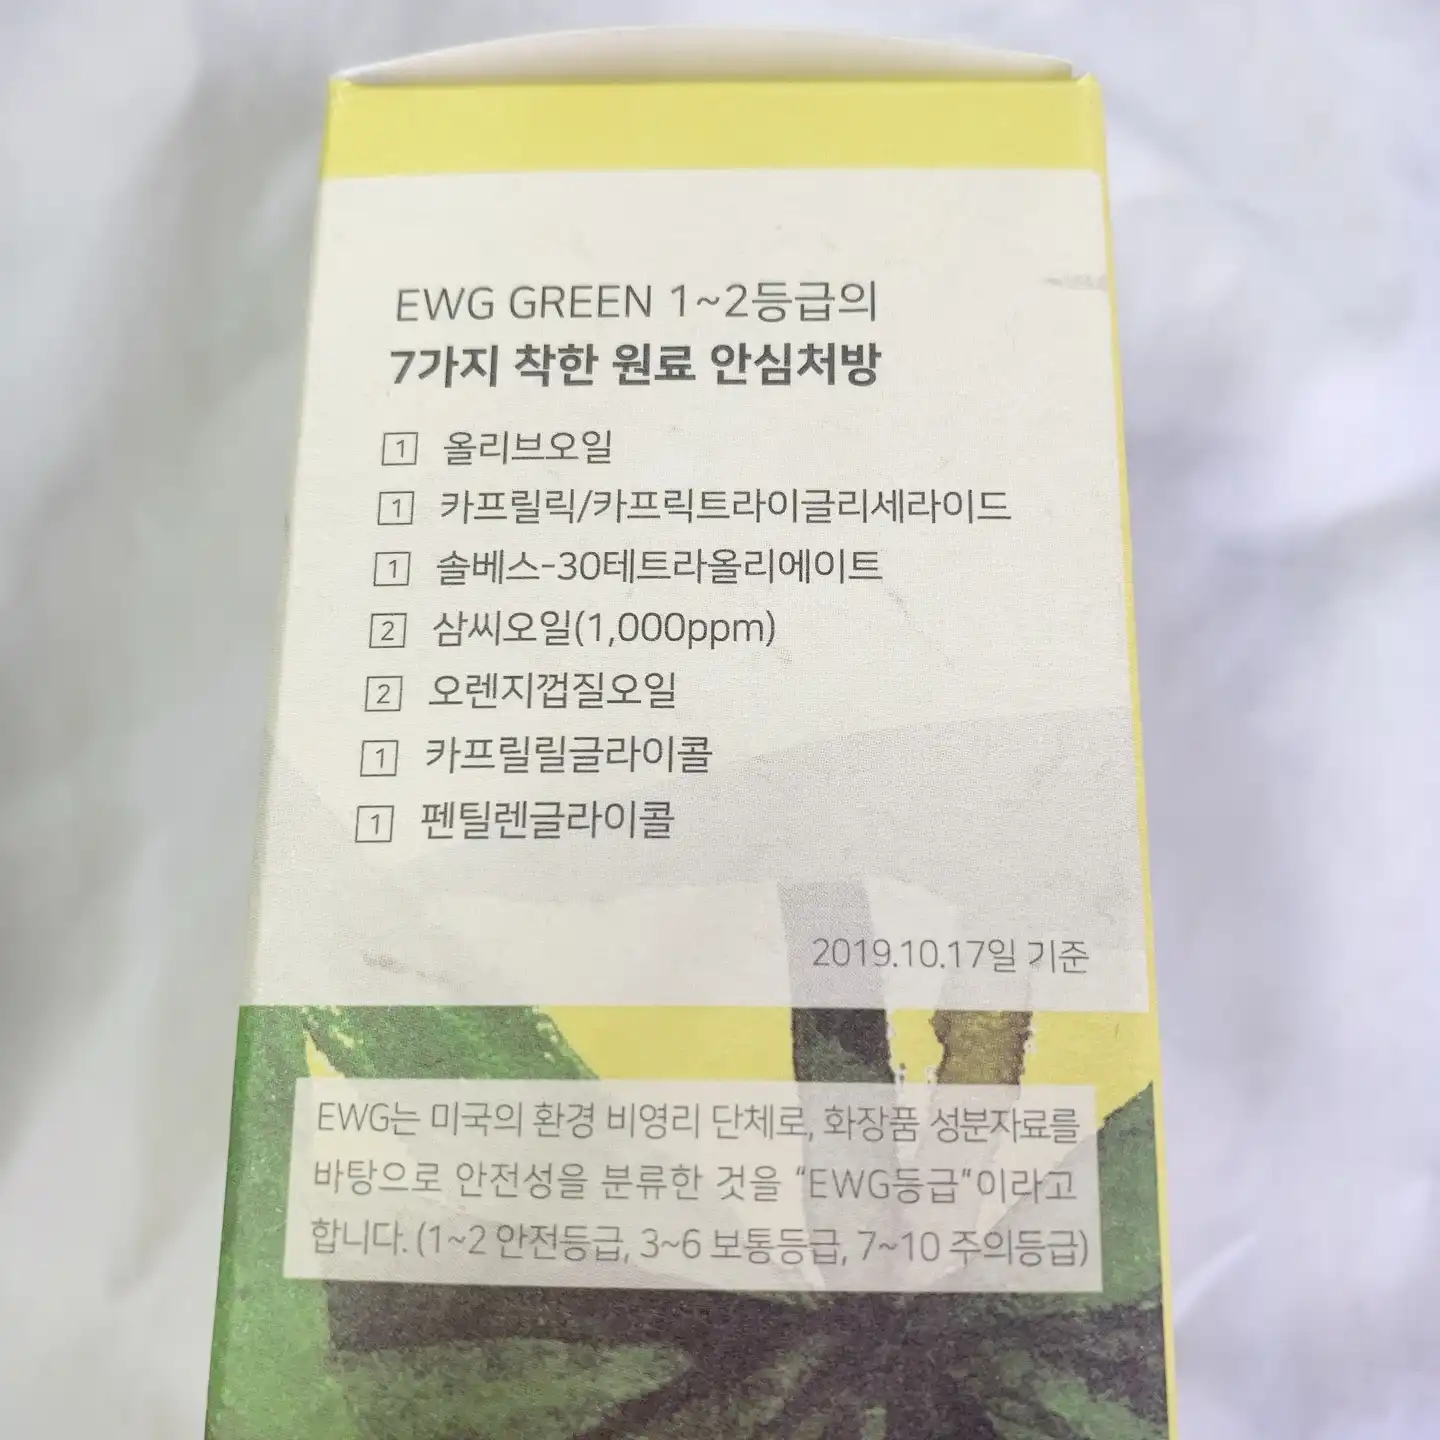 EWG GREEN 1~2등급의
7가지 착한 원료 안심처방
1 올리브오일
1 카프릴릭/카프릭트라이글리세라이드
1 솔베스-30테트라올리에이트
2 삼씨오일(1,000ppm)
2 오렌지껍질오일
1 카프릴릴글라이콜
1 펜틸렌글라이콜
2019.10.17일 기준
EWG는 미국의 환경 비영리 단체로, 화장품 성분자료를
바탕으로 안전성을 분류한 것을 “EWG등급“이라고
합니다. (1~2 안전등급, 3~6 보통등급, 7~10 주의등급)